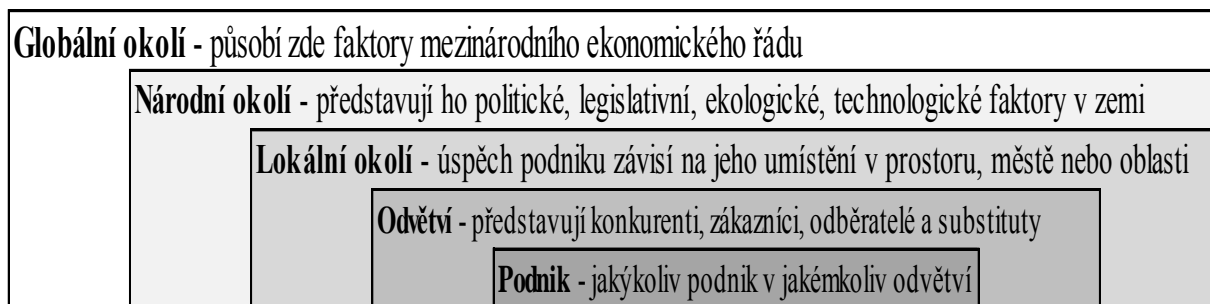 Globální okolí - působí zde faktory mezinárodního ekonomického řádu
Národní okolí - představují ho politické, legislativní, ekologické, technologické faktory v zemi
Lokální okolí - úspěch podniku závisí na jeho umístění v prostoru, městě nebo oblasti
Odvětví - představují konkurenti, zákazníci, odběratelé a substituty
Podnik - jakýkoliv podnik v jakémkoliv odvětví